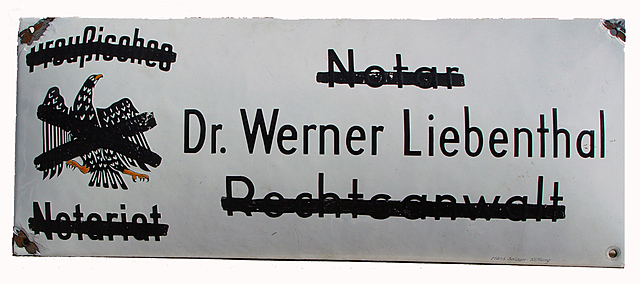 preußisches
Notariat
Notar
Dr. Werner Liebenthal
Rechtsanwalt